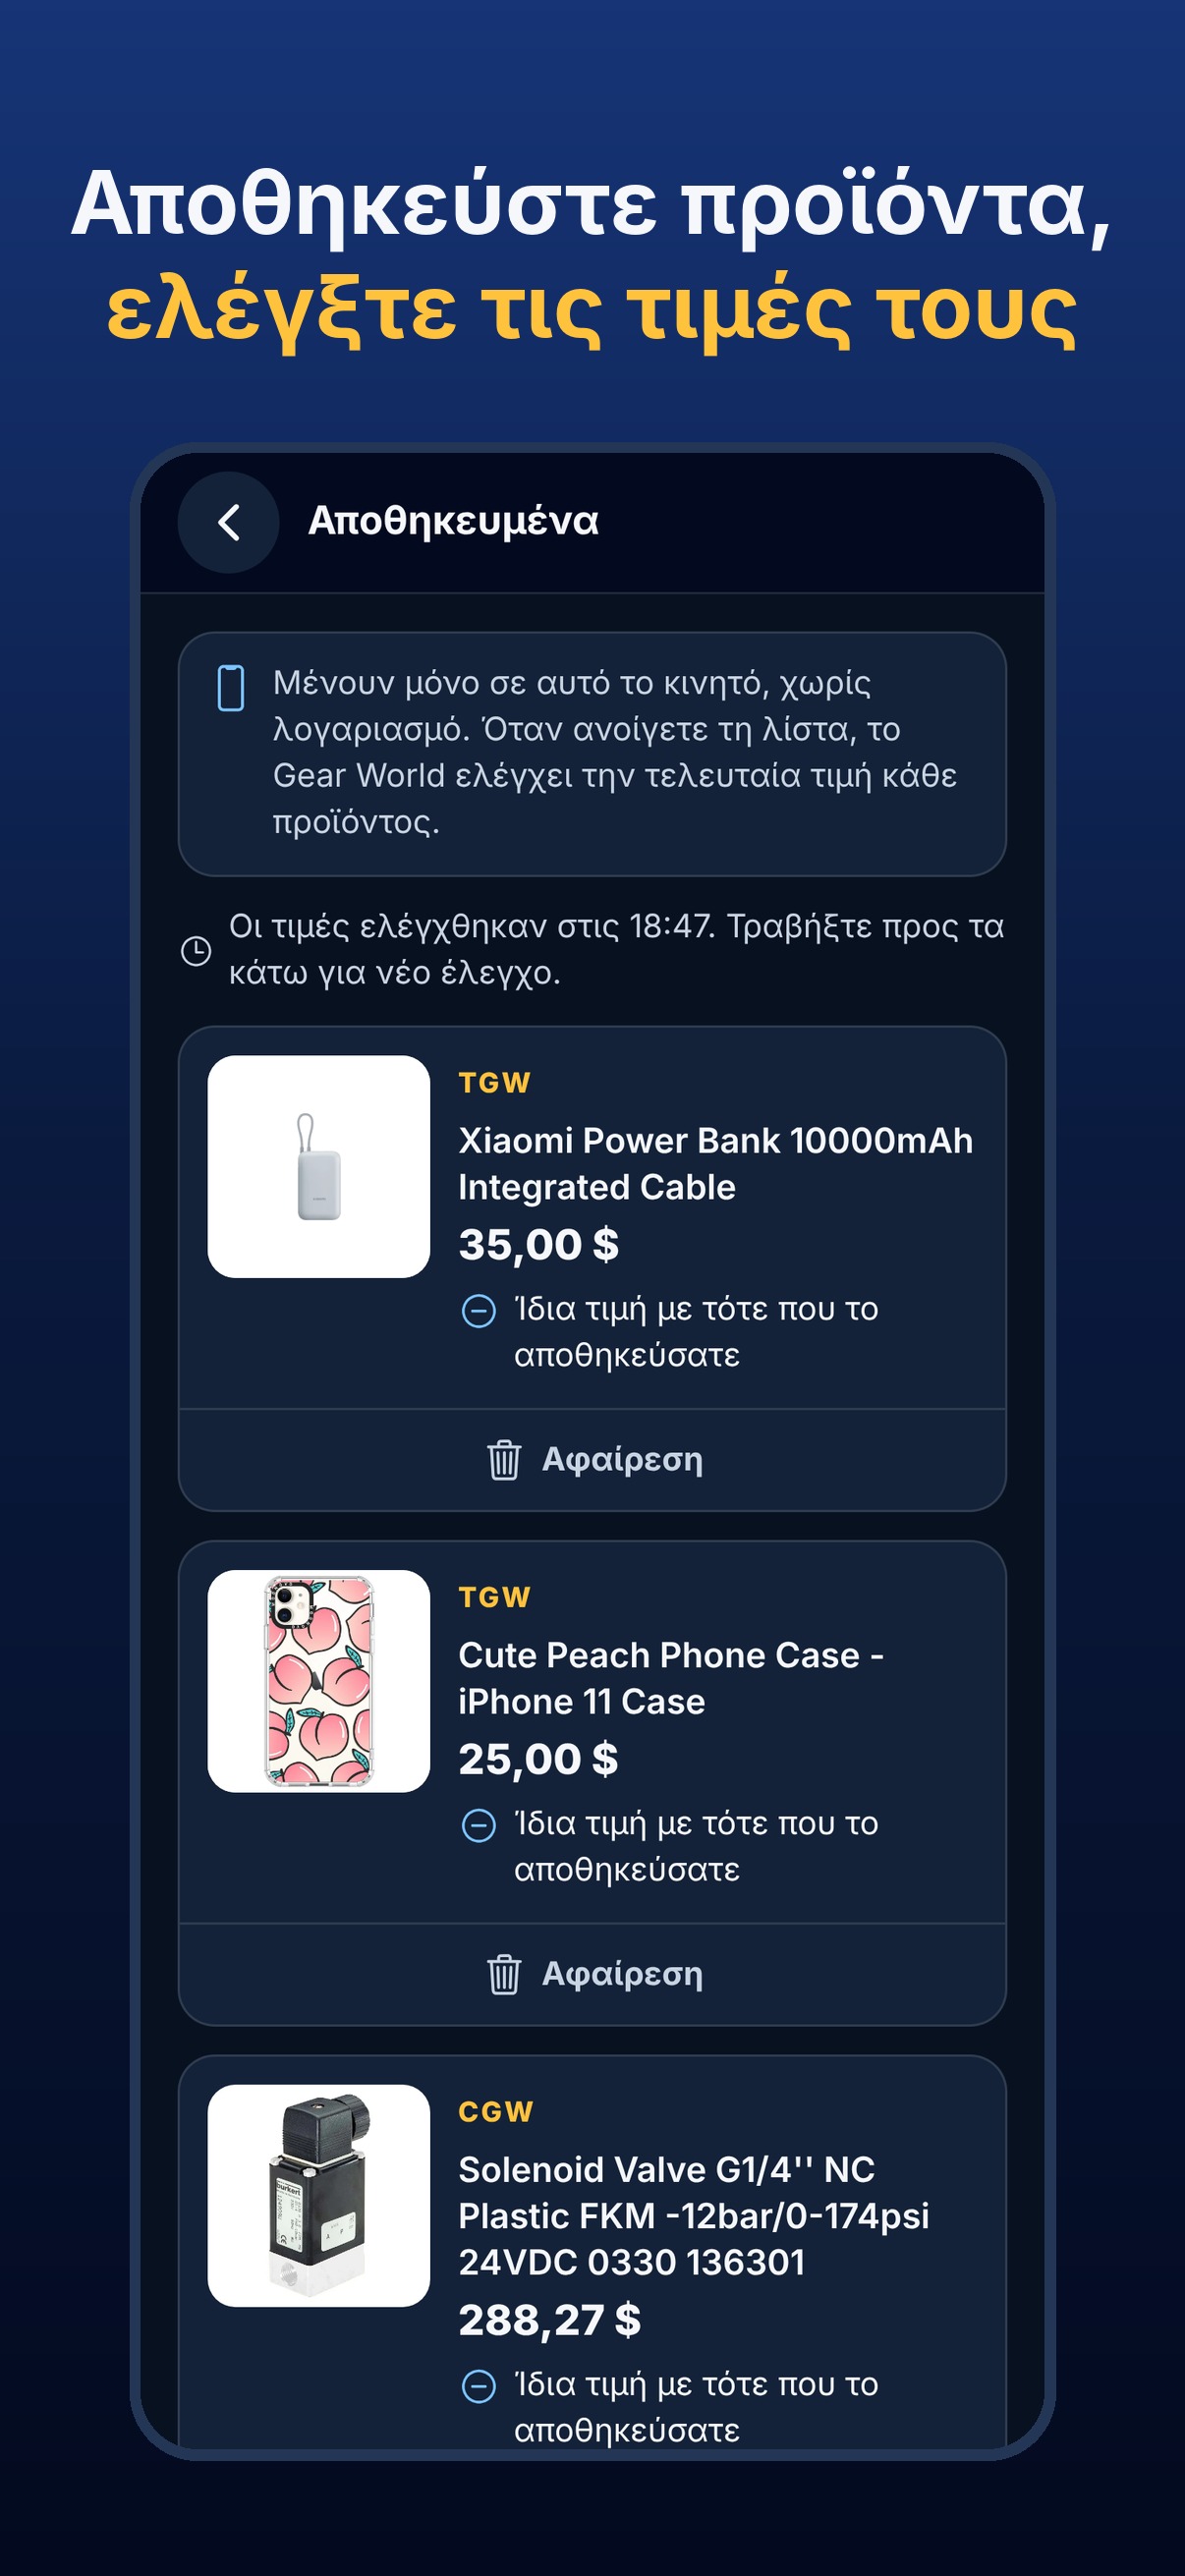 Αποθηκεύστε προϊόντα,
ελέγξτε τις τιμές τους
Αποθηκευμένα
Μένουν μόνο σε αυτό το κινητό, χωρίς
λογαριασμό. Όταν ανοίγετε τη λίστα, το
Gear World ελέγχει την τελευταία τιμή κάθε
προϊόντος.
Οι τιμές ελέγχθηκαν στις 18:47. Τραβήξτε προς τα
κάτω για νέο έλεγχο.
TGW
Xiaomi Power Bank 10000mAh
Integrated Cable
35,00 $
Ίδια τιμή με τότε που το
αποθηκεύσατε
Αφαίρεση
TGW
Cute Peach Phone Case -
iPhone 11 Case
25,00 $
Ίδια τιμή με τότε που το
αποθηκεύσατε
Αφαίρεση
burkert
CGW
Solenoid Valve G1/4'' NC
Plastic FKM -12bar/0-174psi
24VDC 0330 136301
288,27 $
Ίδια τιμή με τότε που το
αποθηκεύσατε